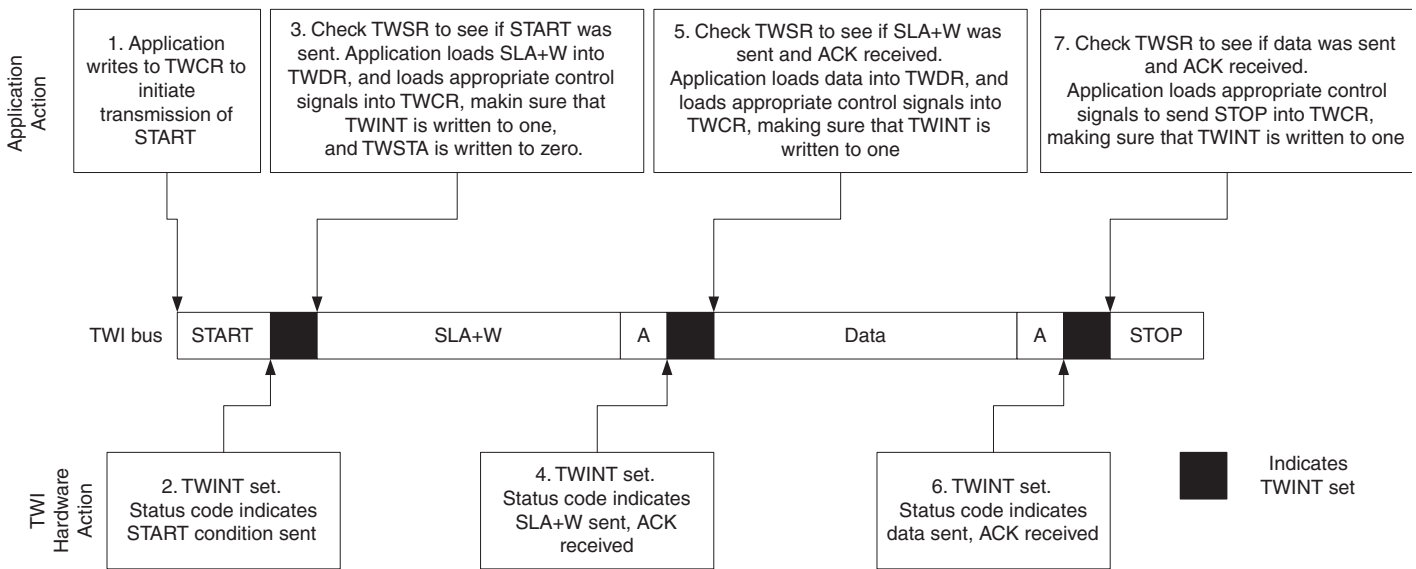 Application
Action
1. Application
writes to TWCR to
initiate
transmission of
START
3. Check TWSR to see if START was
sent. Application loads SLA+W into
TWDR, and loads appropriate control
signals into TWCR, makin sure that
TWINT is written to one,
and TWSTA is written to zero.
5. Check TWSR to see if SLA+W was
sent and ACK received.
Application loads data into TWDR, and
loads appropriate control signals into
TWCR, making sure that TWINT is
written to one
7. Check TWSR to see if data was sent
and ACK received.
Application loads appropriate control
signals to send STOP into TWCR,
making sure that TWINT is written to one
TWI bus
START
SLA+W
A
Data
A
STOP
TWI
Hardware
Action
2. TWINT set.
Status code indicates
START condition sent
4. TWINT set.
Status code indicates
SLA+W sent, ACK
received
6. TWINT set.
Status code indicates
data sent, ACK received
Indicates
TWINT set